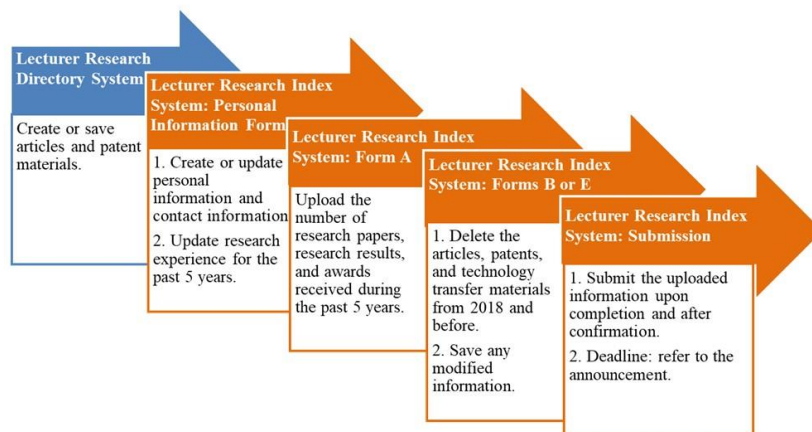 Lecturer Research
Directory System
Create or save
articles and patent
materials.
Lecturer Research Index
System: Personal
Information Form
1. Create or update
personal
information and
contact information
2. Update research
experience for the
past 5 years.
Lecturer Research Index
System: Form A
Upload the
number of
research papers,
research results,
and awards
received during
the past 5 years.
Lecturer Research Index
System: Forms B or E
1. Delete the
articles, patents,
and technology
transfer materials
from 2018 and
before.
2. Save any
modified
information.
Lecturer Research Index
System: Submission
1. Submit the uploaded
information upon
completion and after
confirmation.
2. Deadline: refer to the
announcement.